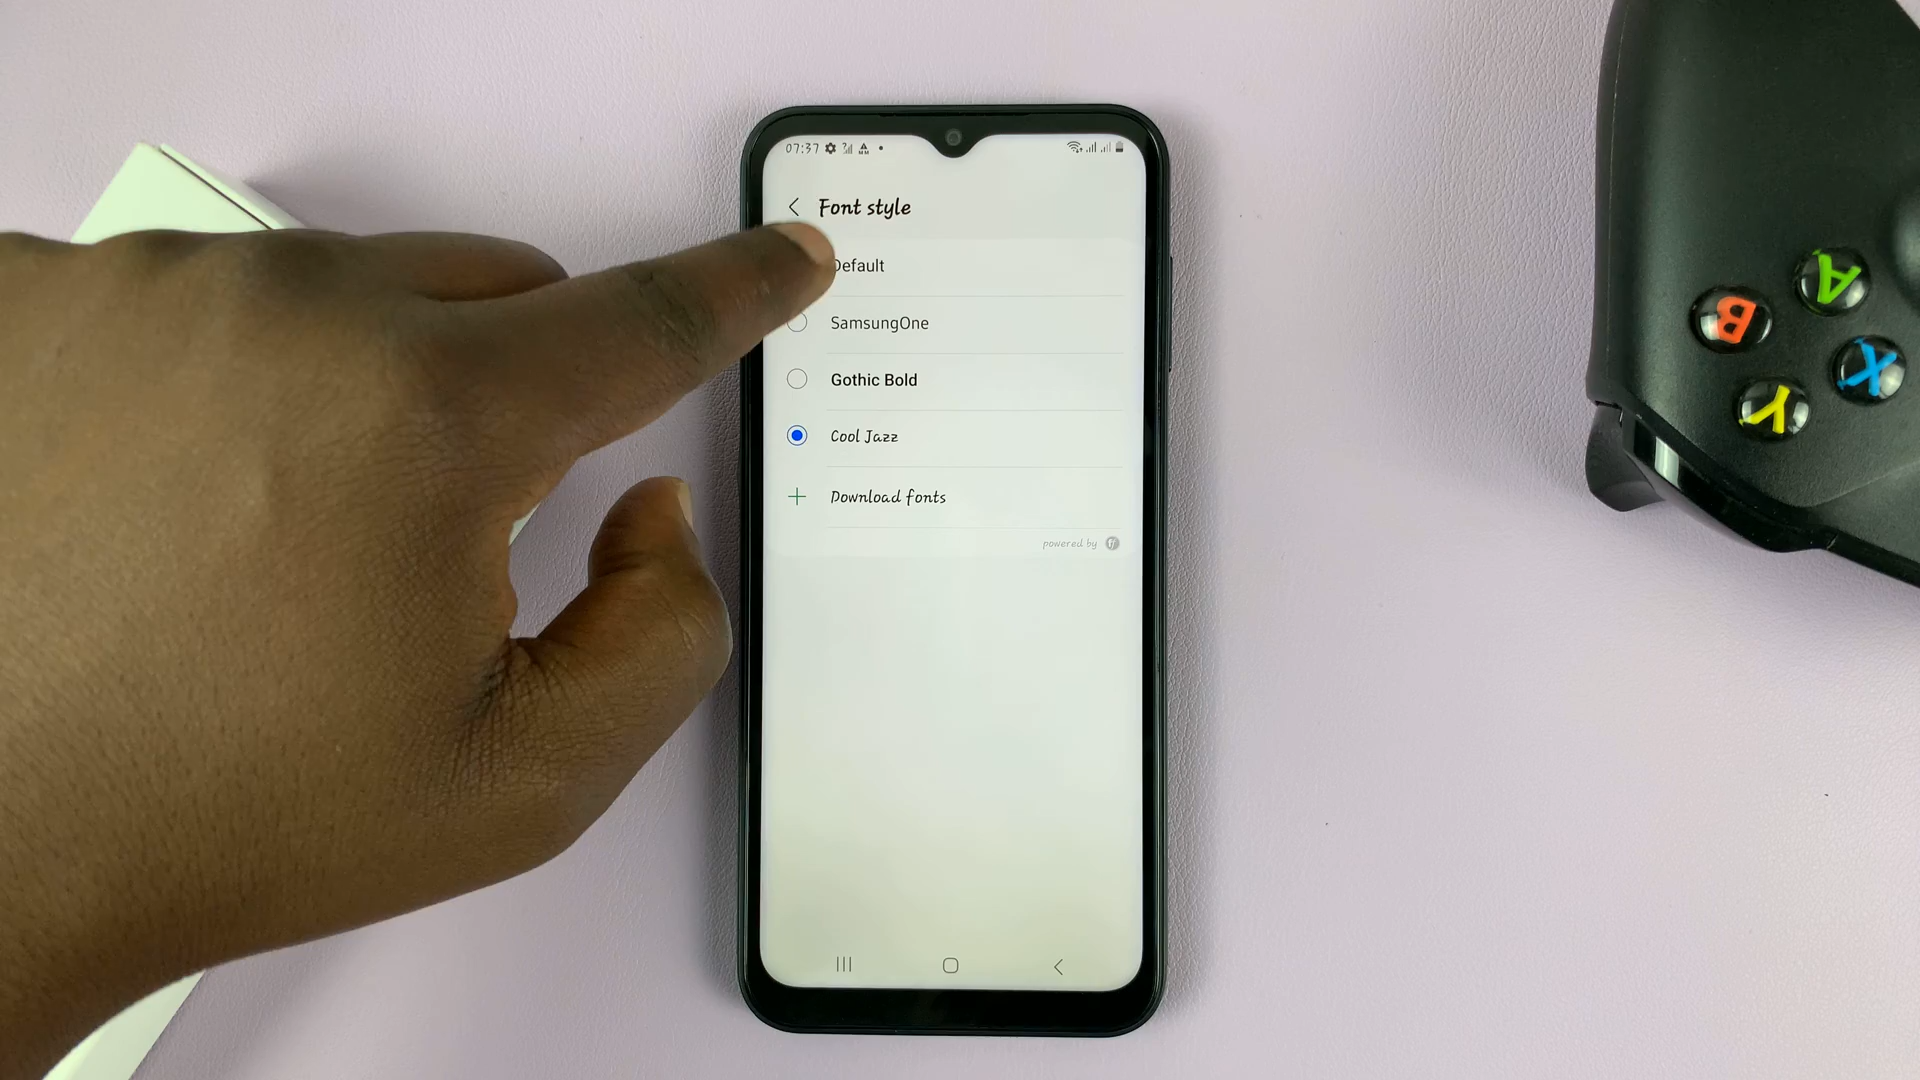 07:37
Font style
Default
SamsungOne
Gothic Bold
Cool Jazz
Download fonts
powered by
A
B
X
Y